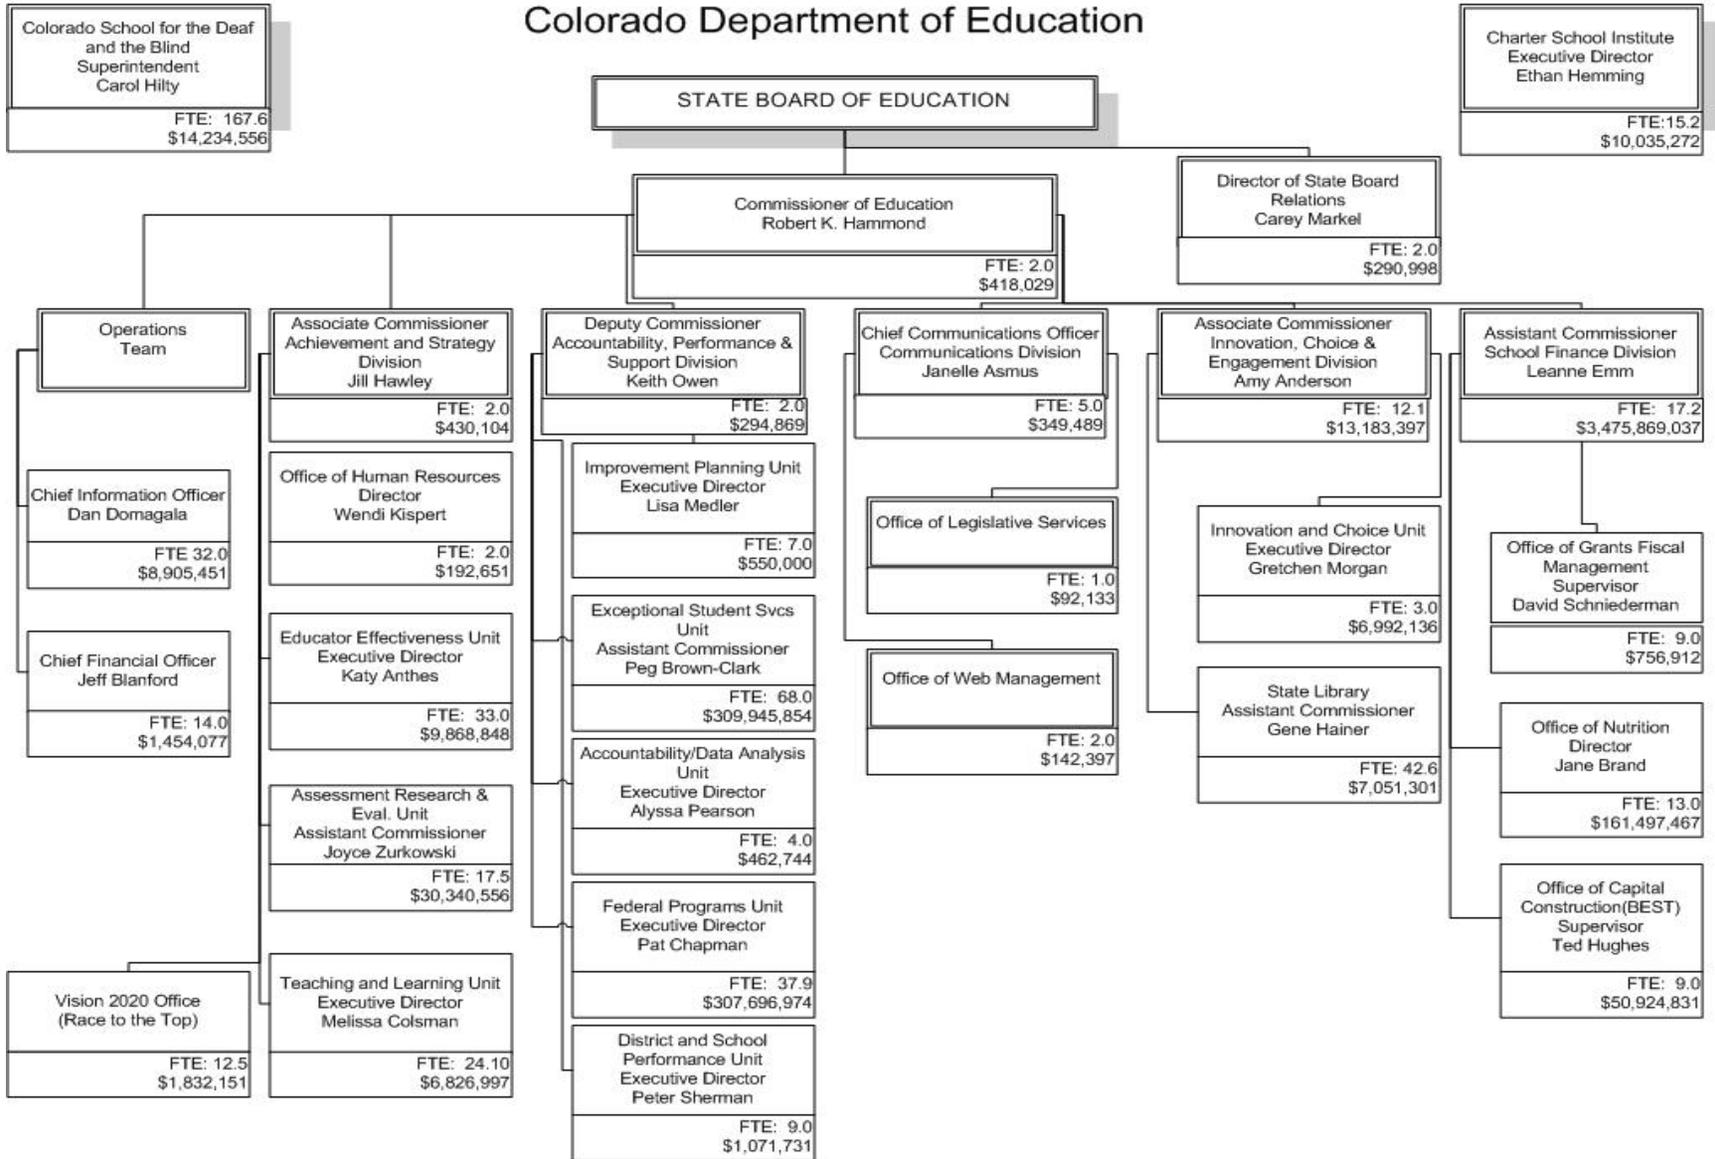 Colorado Department of Education
Colorado School for the Deaf
and the Blind
Superintendent
Carol Hilty
FTE: 167.6
$14,234,556
STATE BOARD OF EDUCATION
Charter School Institute
Executive Director
Ethan Hemming
FTE:15.2
$10,035,272
Commissioner of Education
Robert K. Hammond
FTE: 2.0
$418,029
Director of State Board
Relations
Carey Markel
FTE: 2.0
$290,998
Operations
Team
Chief Information Officer
Dan Domagala
FTE 32.0
$8,905,451
Chief Financial Officer
Jeff Blanford
FTE: 14.0
$1,454,077
Vision 2020 Office
(Race to the Top)
FTE: 12.5
$1,832,151
Associate Commissioner
Achievement and Strategy
Division
Jill Hawley
FTE: 2.0
$430,104
Office of Human Resources
Director
Wendi Kispert
FTE: 2.0
$192,651
Educator Effectiveness Unit
Executive Director
Katy Anthes
FTE: 33.0
$9,868,848
Assessment Research &
Eval. Unit
Assistant Commissioner
Joyce Zurkowski
FTE: 17.5
$30,340,556
Teaching and Learning Unit
Executive Director
Melissa Colsman
FTE: 24.10
$6,826,997
Deputy Commissioner
Accountability, Performance &
Support Division
Keith Owen
FTE: 2.0
$294,869
Improvement Planning Unit
Executive Director
Lisa Medler
FTE: 7.0
$550,000
Exceptional Student Svcs
Unit
Assistant Commissioner
Peg Brown-Clark
FTE: 68.0
$309,945,854
Accountability/Data Analysis
Unit
Executive Director
Alyssa Pearson
FTE: 4.0
$462,744
Federal Programs Unit
Executive Director
Pat Chapman
FTE: 37.9
$307,696,974
District and School
Performance Unit
Executive Director
Peter Sherman
FTE: 9.0
$1,071,731
Chief Communications Officer
Communications Division
Janelle Asmus
FTE: 5.0
$349,489
Office of Legislative Services
FTE: 1.0
$92,133
Office of Web Management
FTE: 2.0
$142,397
Associate Commissioner
Innovation, Choice &
Engagement Division
Amy Anderson
FTE: 12.1
$13,183,397
Innovation and Choice Unit
Executive Director
Gretchen Morgan
FTE: 3.0
$6,992,136
State Library
Assistant Commissioner
Gene Hainer
FTE: 42.6
$7,051,301
Assistant Commissioner
School Finance Division
Leanne Emm
FTE: 17.2
$3,475,869,037
Office of Grants Fiscal
Management
Supervisor
David Schniederman
FTE: 9.0
$756,912
Office of Nutrition
Director
Jane Brand
FTE: 13.0
$161,497,467
Office of Capital
Construction(BEST)
Supervisor
Ted Hughes
FTE: 9.0
$50,924,831